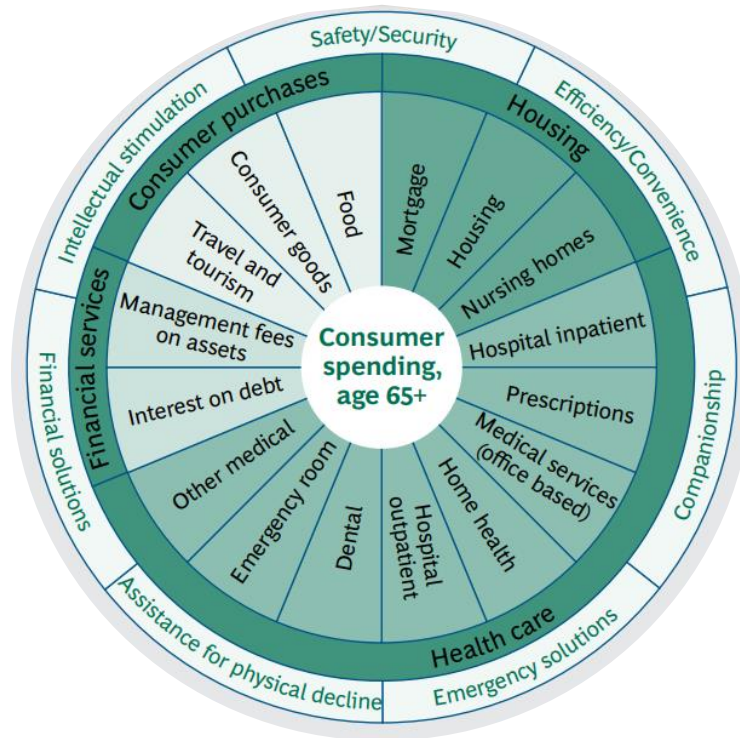 Safety/Security
Efficiency/Convenience
Companionship
Emergency solutions
Assistance for physical decline
Financial solutions
Intellectual stimulation
Housing
Health care
Financial services
Consumer purchases
Mortgage
Housing
Nursing homes
Hospital inpatient
Prescriptions
Medical services
(office based)
Home health
Hospital
outpatient
Dental
Emergency room
Other medical
Interest on debt
Management fees
on assets
Travel and
tourism
Consumer goods
Food
Consumer
spending,
age 65+